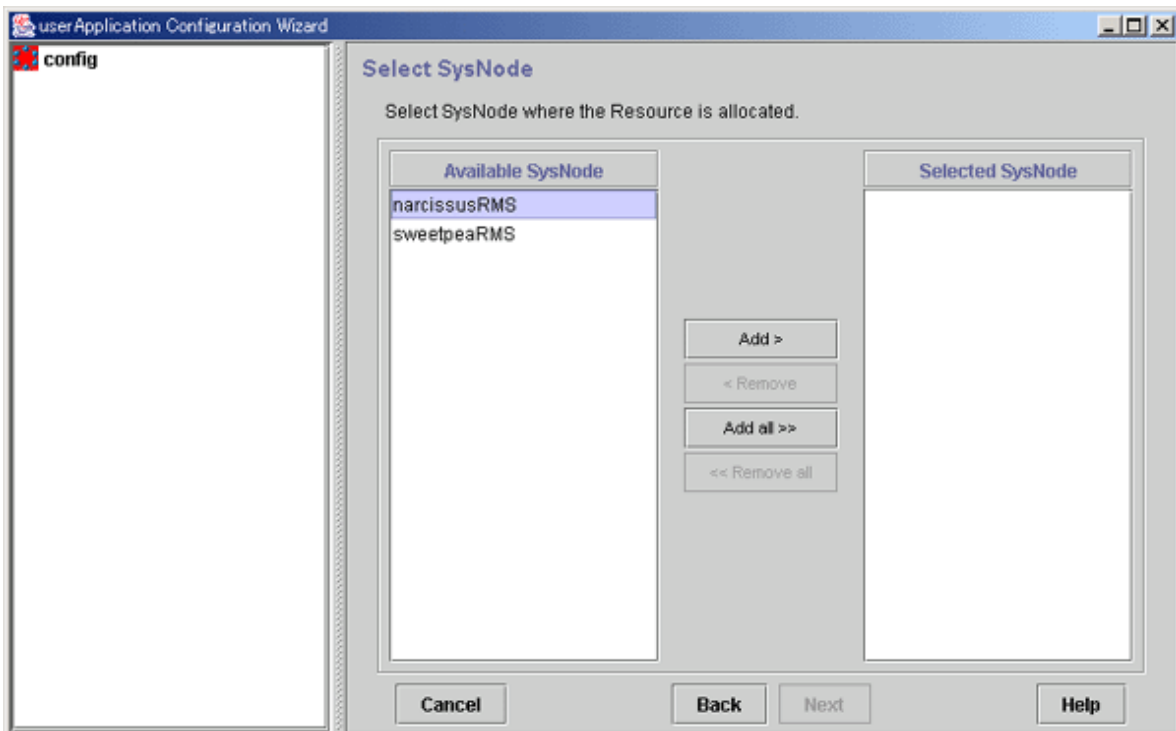 userApplication Configuration Wizard
config
Select SysNode
Select SysNode where the Resource is allocated.
Available SysNode
Selected SysNode
narcissusRMS
sweetpeaRMS
Add >
< Remove
Add all >>
<< Remove all
Cancel
Back
Next
Help